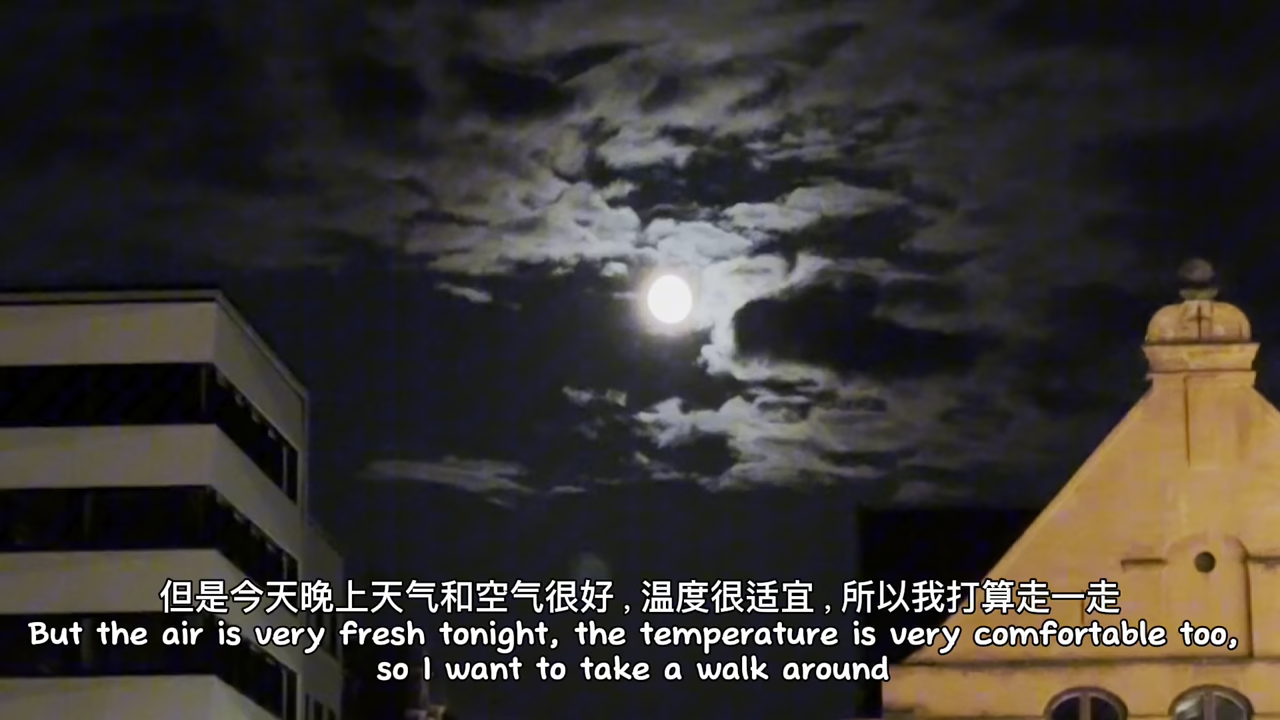 但是今天晚上天气和空气很好，温度很适宜，所以我打算走一走
But the air is very fresh tonight, the temperature is very comfortable too,
so I want to take a walk around